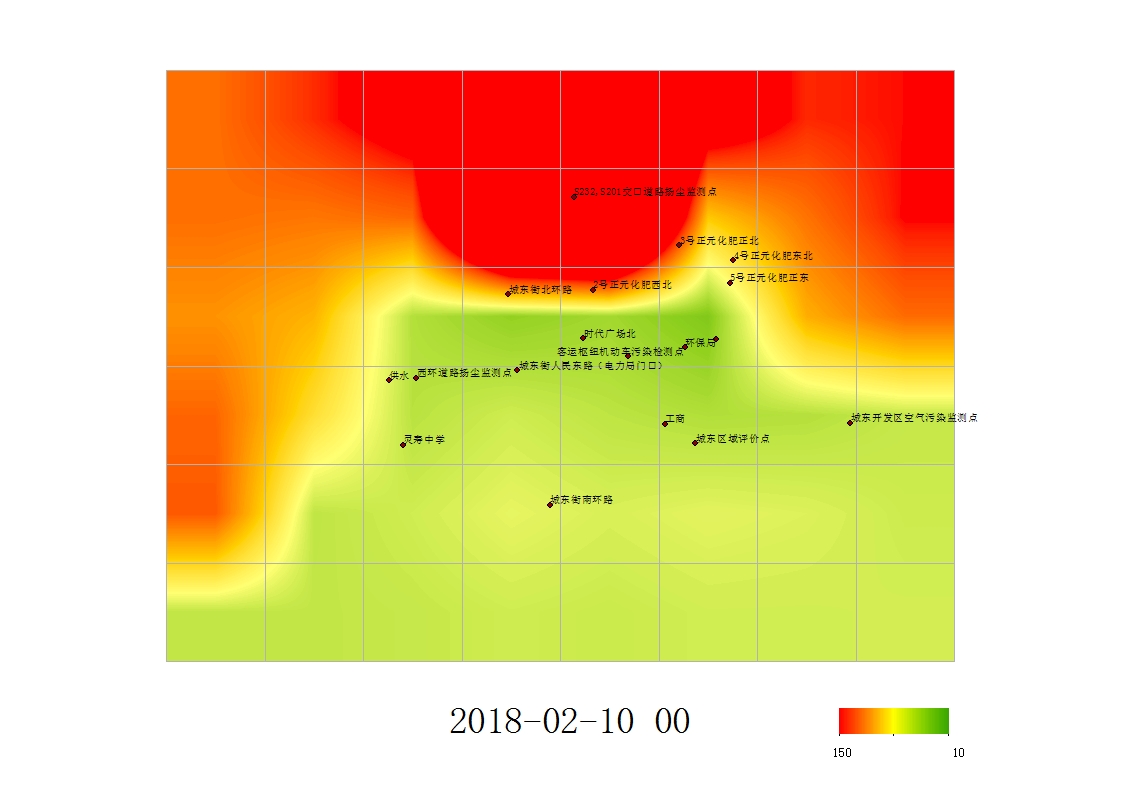 S232,S201交口道路扬尘监测点
3号正元化肥正北
4号正元化肥东北
5号正元化肥正东
2号正元化肥西北
城东街北环路
时代广场北
环保局
客运枢纽机动车污染检测点
城东街人民东路（电力局门口）
供水
西环道路扬尘监测点
工商
城东开发区空气污染监测点
城东区域评价点
灵寿中学
城东街南环路
2018-02-10 00
150
10